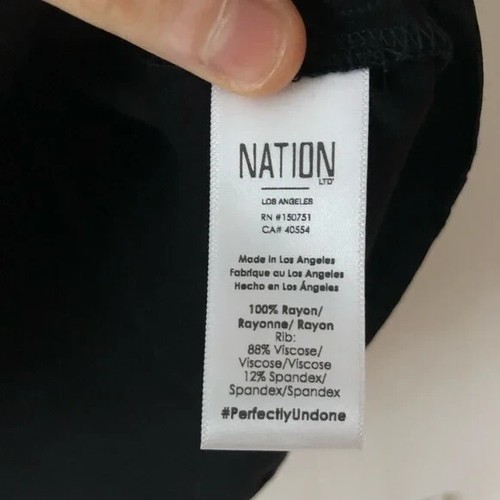 NATION
LTD
LOS ANGELES
RN #150751
CA# 40554
Made in Los Angeles
Fabrique au Los Angeles
Hecho en Los Ángeles
100% Rayon/
Rayonne/ Rayon
Rib:
88% Viscose/
Viscose/Viscose
12% Spandex/
Spandex/Spandex
#PerfectlyUndone